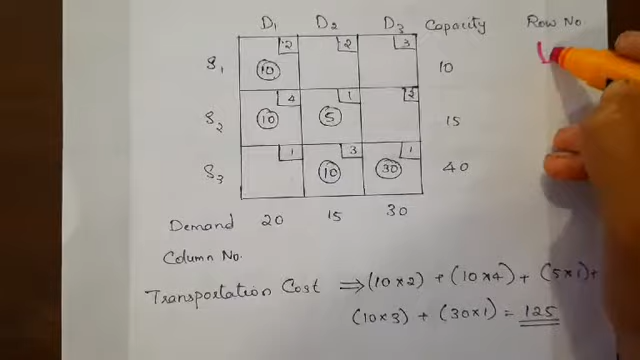 D1 D2 D3 Capacity Row No
2 2 3
S1 10 10
4 1 2
S2 10 5 15
1 3 1
S3 10 30 40
Demand 20 15 30
Column No.
Transportation Cost ⇒ (10×2) + (10×4) + (5×1) +
(10×3) + (30×1) = 125